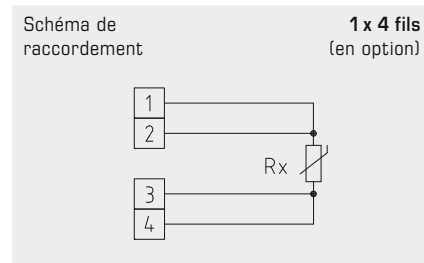 Schéma de
raccordement
1 x 4 fils
(en option)
1
2
Rx
3
4